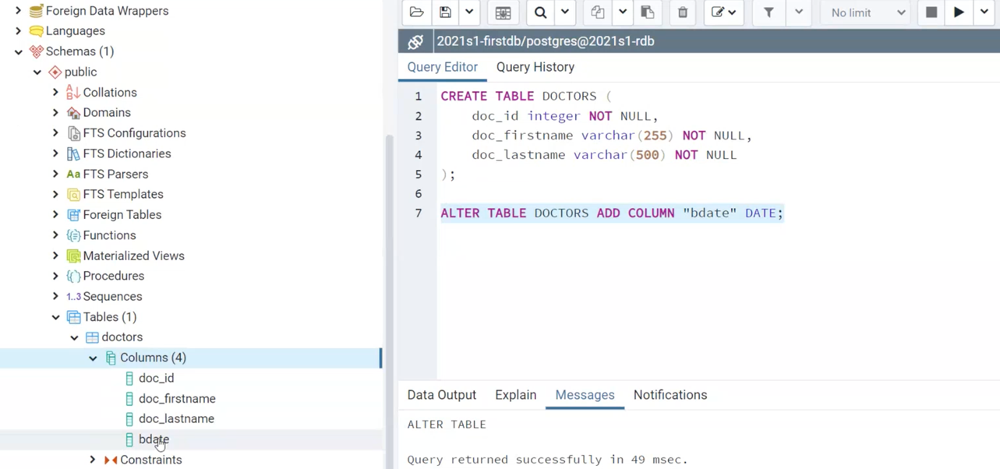 Foreign Data Wrappers
Languages
Schemas (1)
public
Collations
Domains
FTS Configurations
FTS Dictionaries
Aa FTS Parsers
FTS Templates
Foreign Tables
Functions
Materialized Views
Procedures
1..3 Sequences
Tables (1)
doctors
Columns (4)
doc_id
doc_firstname
doc_lastname
bdate
Constraints
No limit
2021s1-firstdb/postgres@2021s1-rdb
Query Editor Query History
1 CREATE TABLE DOCTORS (
2 doc_id integer NOT NULL,
3 doc_firstname varchar(255) NOT NULL,
4 doc_lastname varchar(500) NOT NULL
5 );
6
7 ALTER TABLE DOCTORS ADD COLUMN "bdate" DATE;
Data Output Explain Messages Notifications
ALTER TABLE
Query returned successfully in 49 msec.